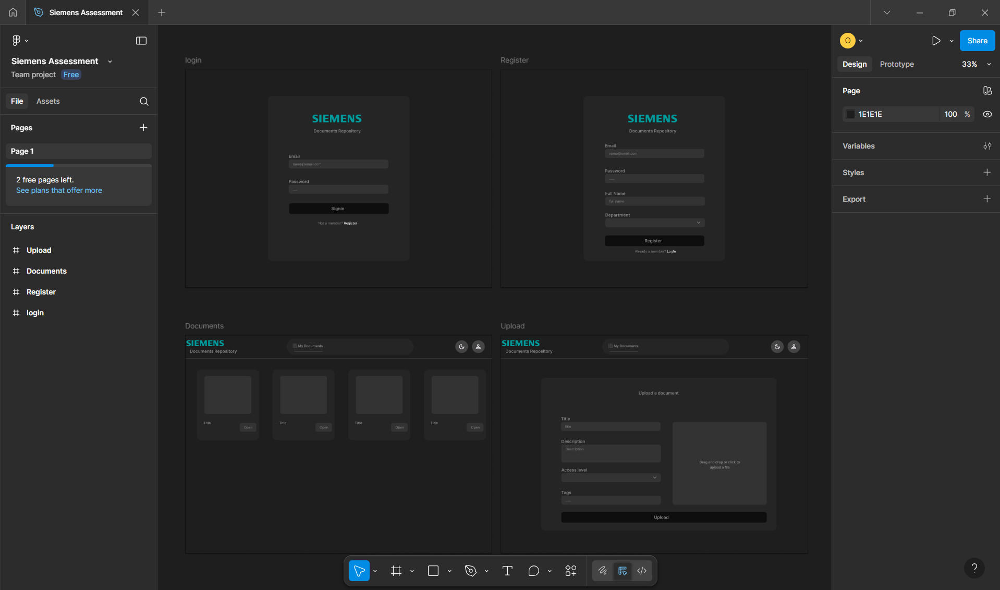 Siemens Assessment
Siemens Assessment
Team project Free
File Assets
Pages
Page 1
2 free pages left.
See plans that offer more
Layers
Upload
Documents
Register
login
login
SIEMENS
Documents Repository
Email
name@email.com
Password
.....
Signin
Not a member? Register
Register
SIEMENS
Documents Repository
Email
name@email.com
Password
......
Full Name
full name
Department
Register
Already a member? Login
Documents
SIEMENS
Documents Repository
My Documents
Title
Open
Title
Open
Title
Open
Title
Open
Upload
SIEMENS
Documents Repository
My Documents
Upload a document
Title
title
Description
Description
Access level
Tags
......
Drag and drop or click to
upload a file
Upload
O
Share
Design Prototype 33%
Page
1E1E1E 100 %
Variables
Styles
Export
?